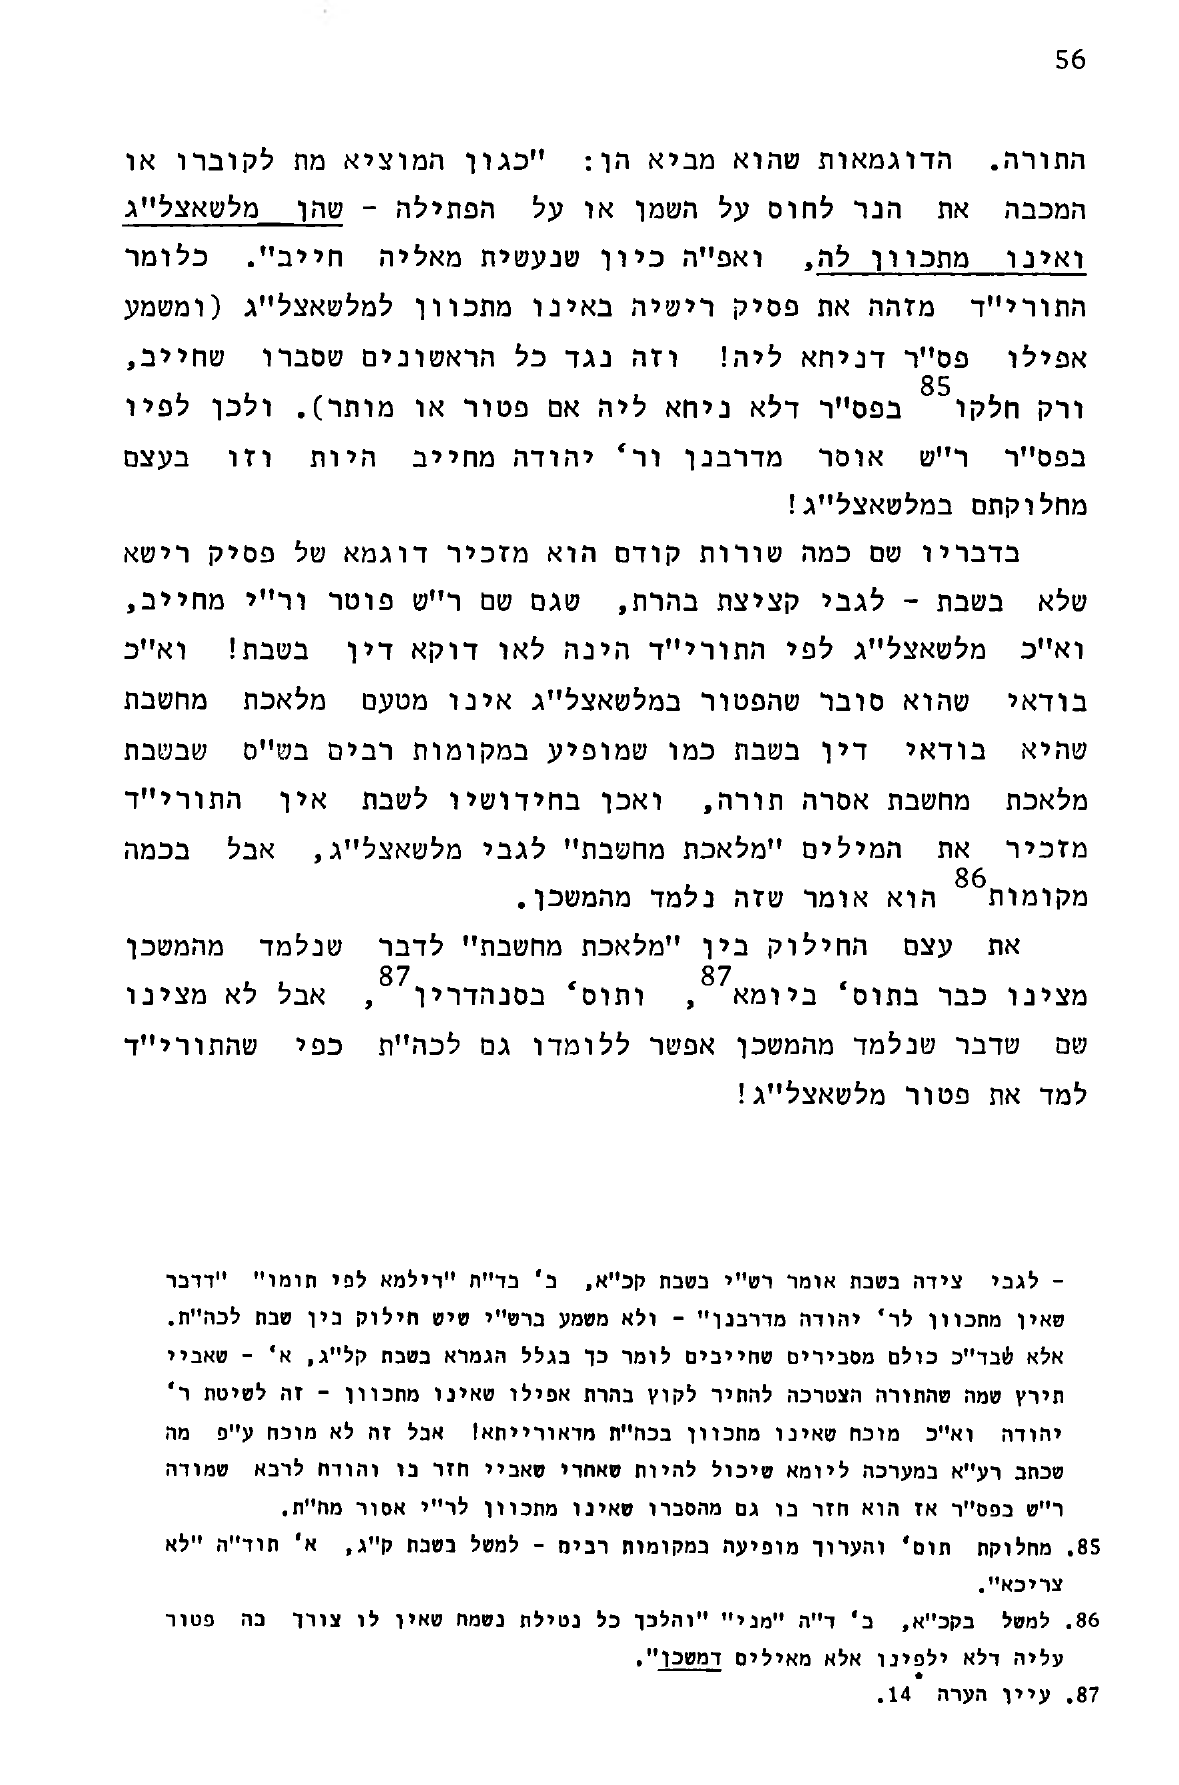 56
התורה. הדוגמאות שהוא מביא הן: "כגון המוציא מת לקוברו או
המכבה את הנר לחוס על השמן או על הפתילה - שהן מלשאצל"ג
ואינו מתכוון לה, ואפ"ה כיון שנעשית מאליה חייב". כלומר
התורי"ד מזהה את פסיק רישיה באינו מתכוון למלשאצל"ג (ומשמע
אפילו פס"ר דניחא ליה! וזה נגד כל הראשונים שסברו שחייב,
ורק חלקו85 בפס"ר דלא ניחא ליה אם פטור או מותר). ולכן לפיו
בפס"ר ר"ש אוסר מדרבנן ור' יהודה מחייב היות וזו בעצם
מחלוקתם במלשאצל"ג!
בדבריו שם כמה שורות קודם הוא מזכיר דוגמא של פסיק רישא
שלא בשבת - לגבי קציצת בהרת, שגם שם ר"ש פוטר ור"י מחייב,
וא"כ מלשאצל"ג לפי התורי"ד הינה לאו דוקא דין בשבת! וא"כ
בודאי שהוא סובר שהפטור במלשאצל"ג אינו מטעם מלאכת מחשבת
שהיא בודאי דין בשבת כמו שמופיע במקומות רבים בש"ס שבשבת
מלאכת מחשבת אסרה תורה, ואכן בחידושיו לשבת אין התורי"ד
מזכיר את המילים "מלאכת מחשבת" לגבי מלשאצל"ג, אבל בכמה
מקומות86 הוא אומר שזה נלמד מהמשכן.
את עצם החילוק בין "מלאכת מחשבת" לדבר שנלמד מהמשכן
מצינו כבר בתוס' ביומא87, ותוס' בסנהדרין87, אבל לא מצינו
שם שדבר שנלמד מהמשכן אפשר ללומדו גם לכה"ת כפי שהתורי"ד
למד את פטור מלשאצל"ג!
- לגבי צידה בשבת אומר רש"י בשבת קכ"א, ב' בד"ת "דילמא לפי תומו" "דדבר
שאין מתכוון לר' יהודה מדרבנן" - ולא משמע ברש"י שיש חילוק בין שבת לכה"ת.
אלא שבד"כ כולם מסבירים שחייבים לומר כך בגלל הגמרא בשבת קל"ג, א' - שאביי
תירץ שמה שהתורה הצטרכה להתיר לקוץ בהרת אפילו שאינו מתכוון - זה לשיטת ר'
יהודה וא"כ מוכח שאינו מתכוון בכה"ת מדאורייתא! אבל זה לא מוכח ע"פ מה
שכתב רע"א במערכה ליומא שיכול להיות שאחרי שאביי חזר בו והודה לרבא שמודה
ר"ש בפס"ר אז הוא חזר בו גם מהסברו שאינו מתכוון לר"י אסור מה"ת.
85. מחלוקת תוס' והערוך מופיעה במקומות רבים - למשל בשבת ק"ג, א' תוד"ה "לא
צריכא".
86. למשל בקכ"א, ב' ד"ה "מני" "והלכך כל נטילת נשמה שאין לו צורך בה פטור
עליה דלא ילפינו אלא מאילים דמשכן".
87. עיין הערה 14.